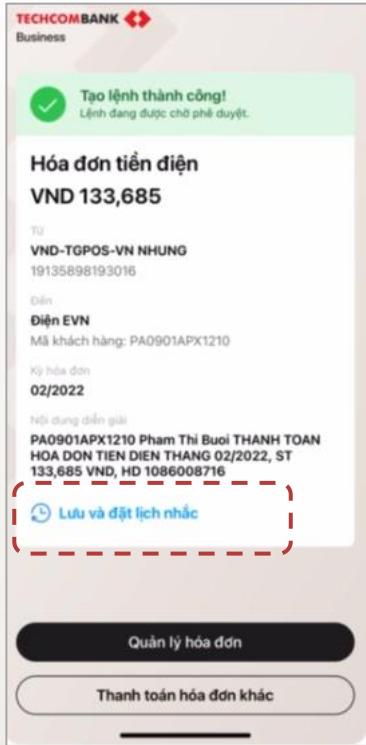 TECHCOMBANK
Business
Tạo lệnh thành công!
Lệnh đang được chờ phê duyệt.
Hóa đơn tiền điện
VND 133,685
Từ
VND-TGPOS-VN NHUNG
19135898193016
Đến
Điện EVN
Mã khách hàng: PA0901APX1210
Kỳ hóa đơn
02/2022
Nội dung diễn giải
PA0901APX1210 Pham Thi Buoi THANH TOAN
HOA DON TIEN DIEN THANG 02/2022, ST
133,685 VND, HD 1086008716
Lưu và đặt lịch nhắc
Quản lý hóa đơn
Thanh toán hóa đơn khác